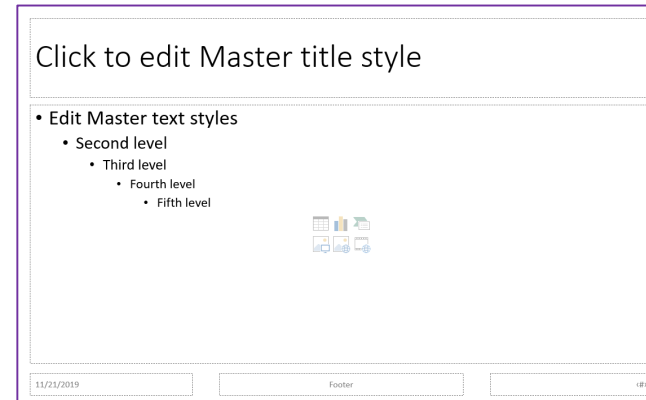 Click to edit Master title style
• Edit Master text styles
• Second level
• Third level
• Fourth level
• Fifth level
11/21/2019
Footer
‹#›